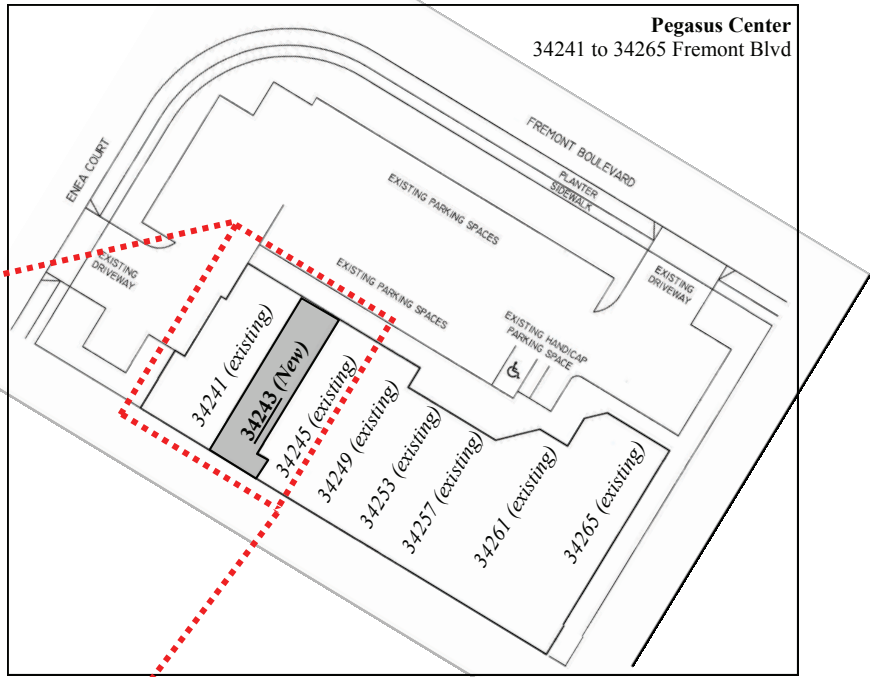 Pegasus Center
34241 to 34265 Fremont Blvd
FREMONT BOULEVARD
PLANTER
SIDEWALK
ENEA COURT
EXISTING PARKING SPACES
EXISTING
DRIVEWAY
EXISTING
DRIVEWAY
EXISTING PARKING SPACES
EXISTING HANDICAP
PARKING SPACE
34241 (existing)
34243 (New)
34245 (existing)
34249 (existing)
34253 (existing)
34257 (existing)
34261 (existing)
34265 (existing)